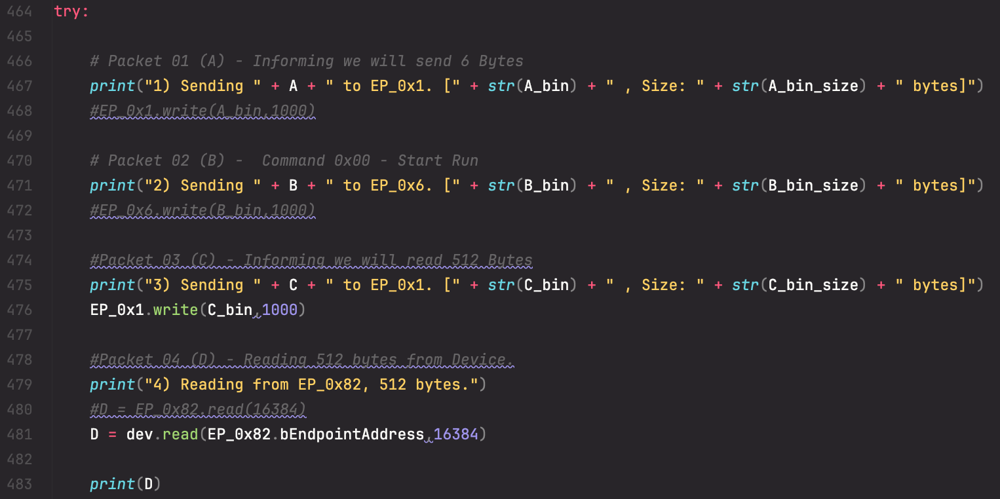 464 try:
465
466     # Packet 01 (A) - Informing we will send 6 Bytes
467     print("1) Sending " + A + " to EP_0x1. [" + str(A_bin) + " , Size: " + str(A_bin_size) + " bytes]")
468     #EP_0x1.write(A_bin,1000)
469
470     # Packet 02 (B) -  Command 0x00 - Start Run
471     print("2) Sending " + B + " to EP_0x6. [" + str(B_bin) + " , Size: " + str(B_bin_size) + " bytes]")
472     #EP_0x6.write(B_bin,1000)
473
474     #Packet 03 (C) - Informing we will read 512 Bytes
475     print("3) Sending " + C + " to EP_0x1. [" + str(C_bin) + " , Size: " + str(C_bin_size) + " bytes]")
476     EP_0x1.write(C_bin,1000)
477
478     #Packet 04 (D) - Reading 512 bytes from Device.
479     print("4) Reading from EP_0x82, 512 bytes.")
480     #D = EP_0x82.read(16384)
481     D = dev.read(EP_0x82.bEndpointAddress,16384)
482
483     print(D)